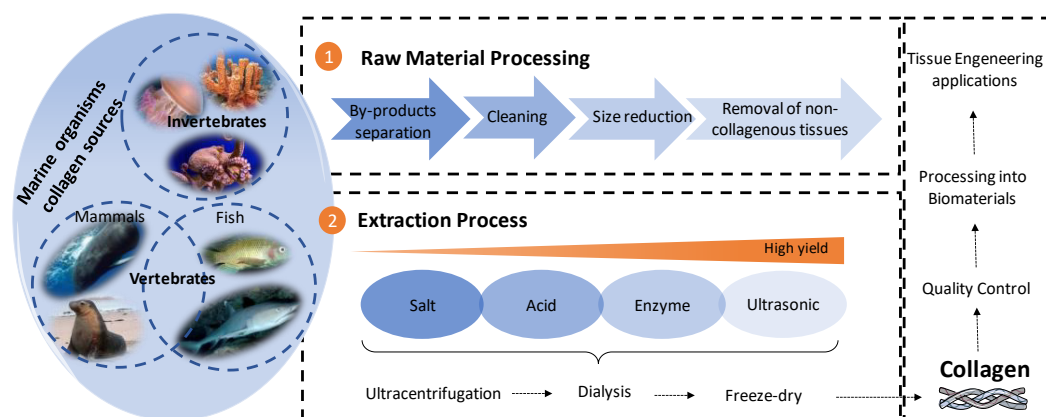 Marine organisms
collagen sources
Invertebrates
Mammals
Fish
Vertebrates
1
Raw Material Processing
By-products
separation
Cleaning
Size reduction
Removal of non-
collagenous tissues
2
Extraction Process
High yield
Salt
Acid
Enzyme
Ultrasonic
Ultracentrifugation
Dialysis
Freeze-dry
Tissue Engeneering
applications
Processing into
Biomaterials
Quality Control
Collagen